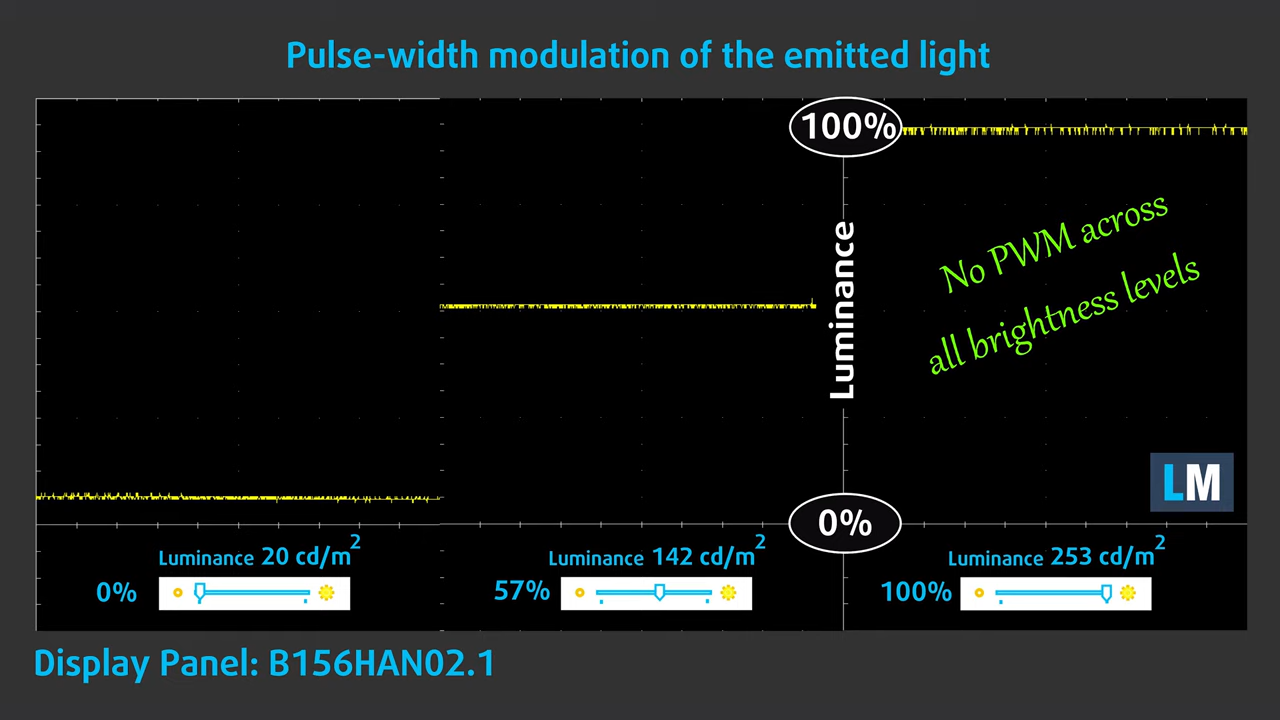 Pulse-width modulation of the emitted light
100%
Luminance
No PWM across
all brightness levels
LM
0%
Luminance 20 cd/m²
Luminance 142 cd/m²
Luminance 253 cd/m²
0%
57%
100%
Display Panel: B156HAN02.1